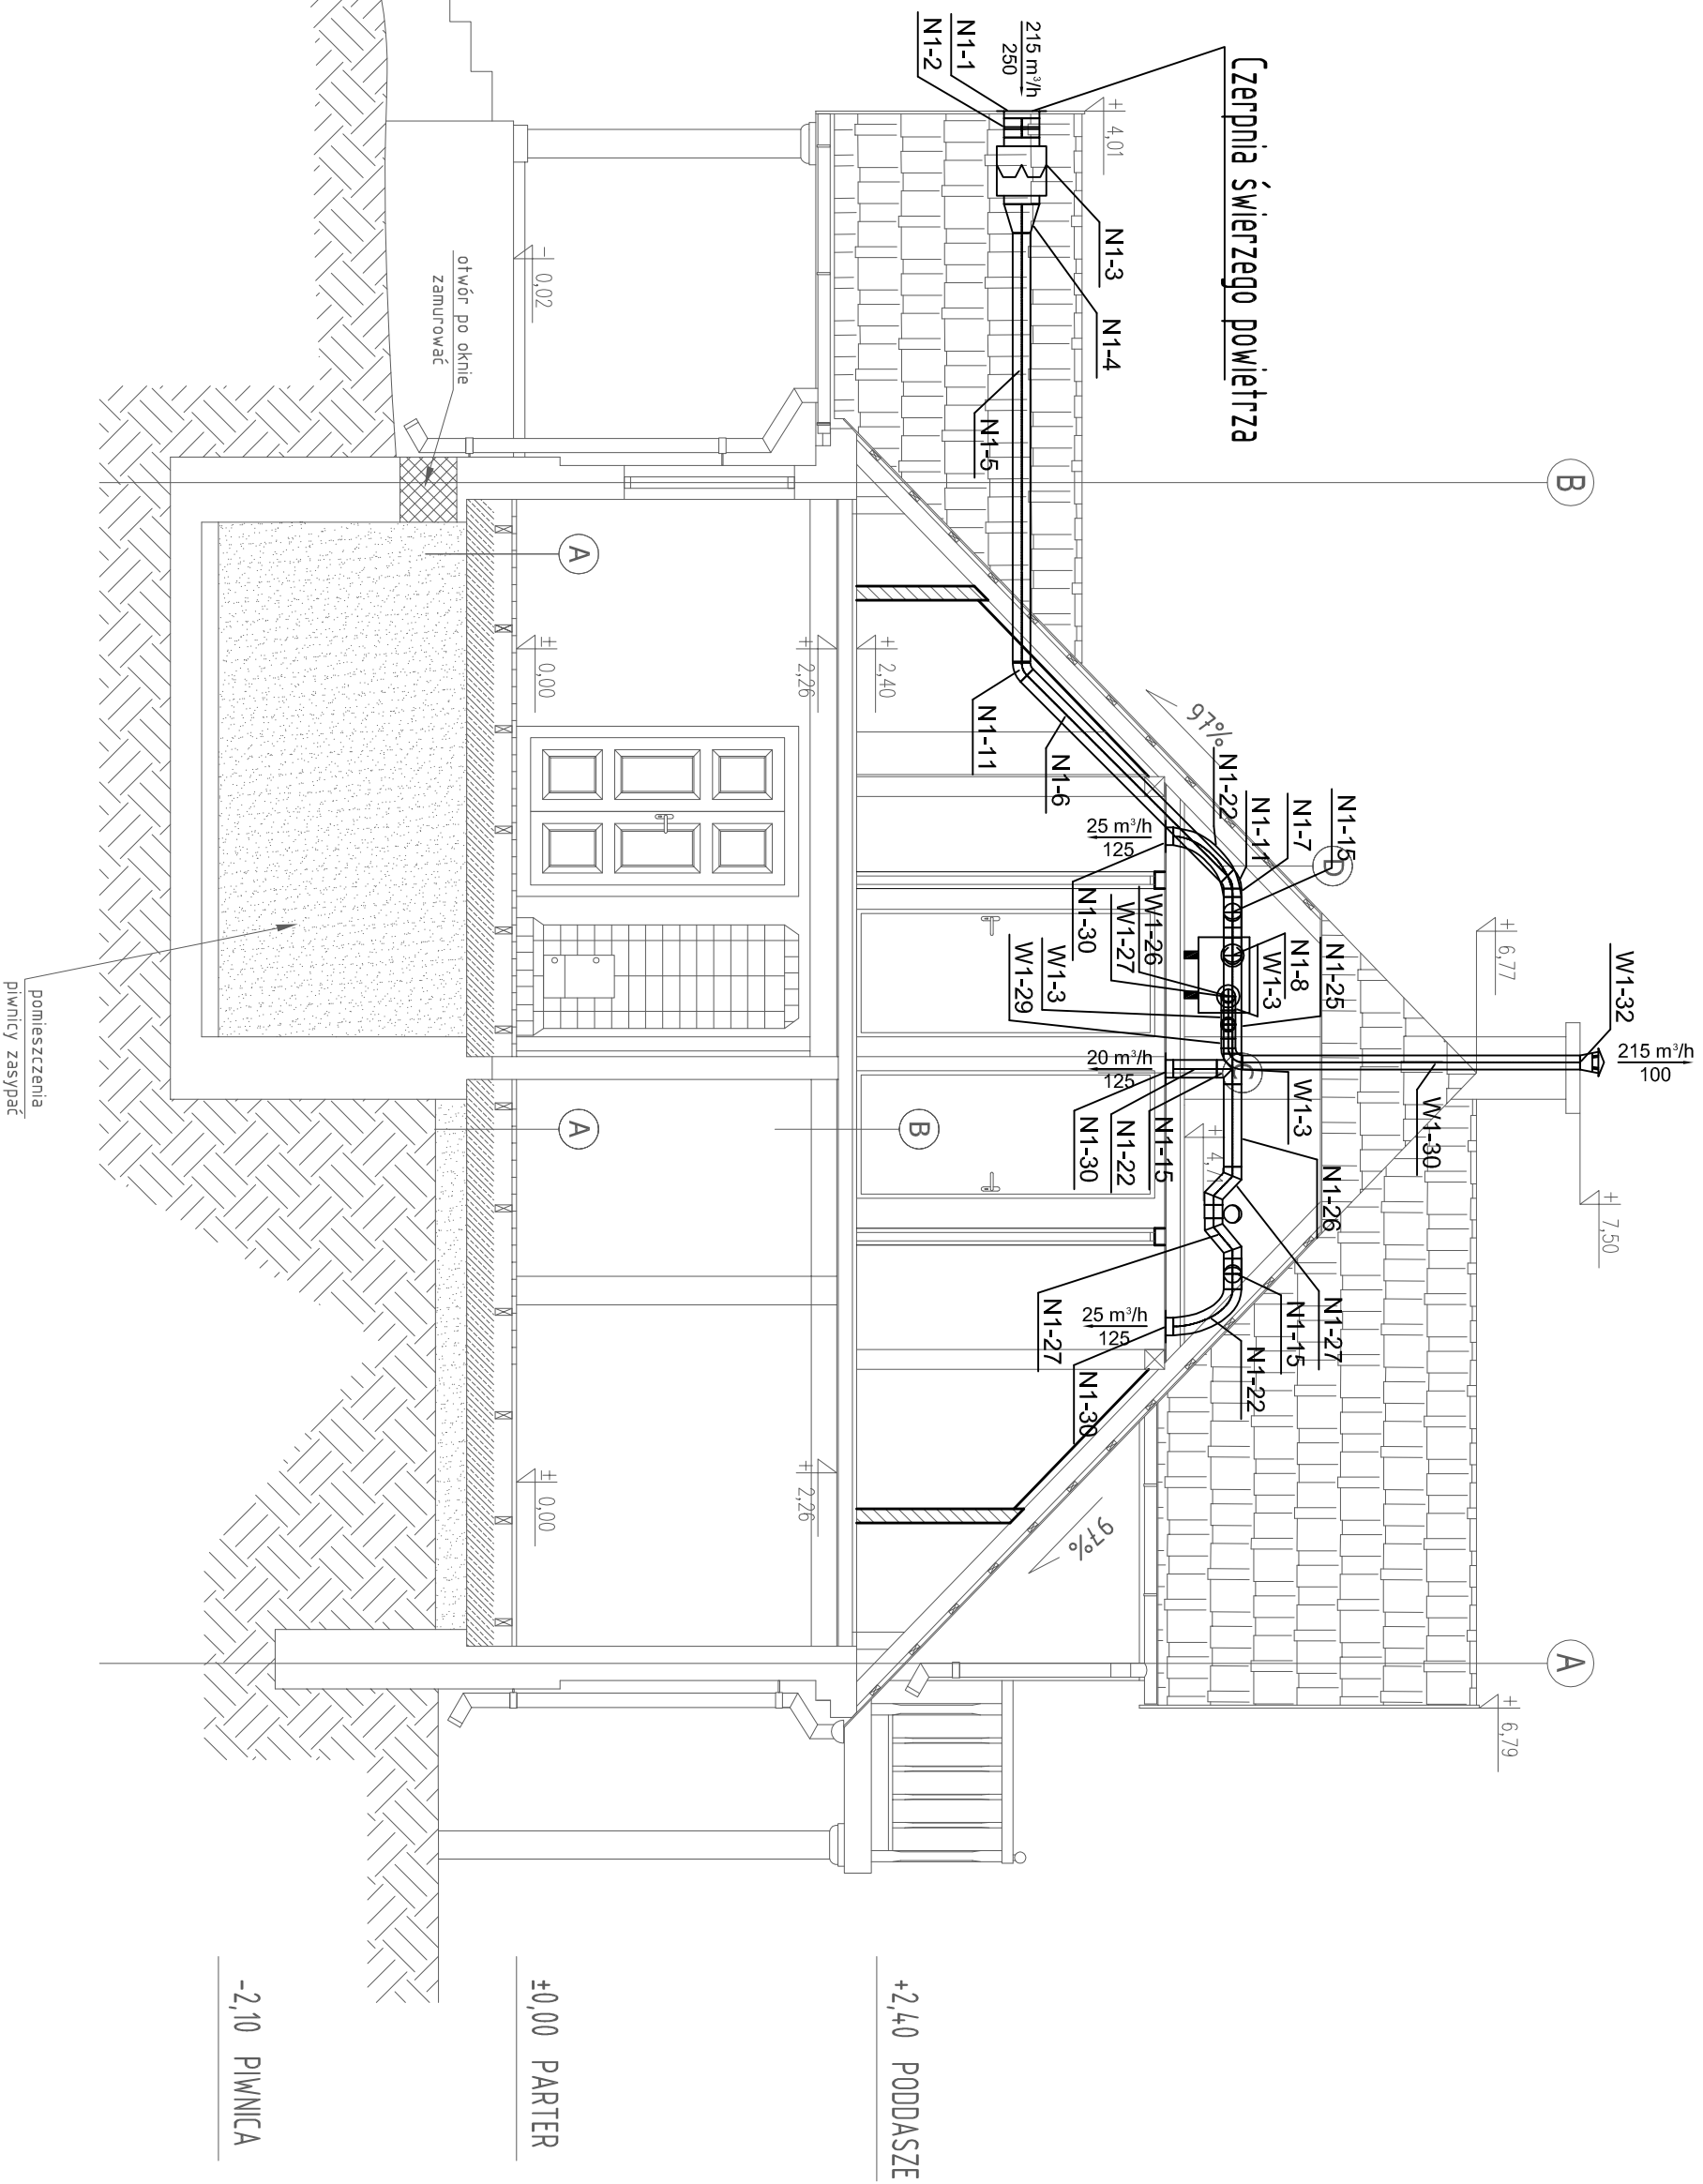 Czerpnia świerzego powietrza
215 m³/h
250
N1-1
N1-2
+
4,01
N1-3
N1-4
N1-5
B
-
0,02
otwór po oknie
zamurować
A
±
0,00
+
2,26
+
2,40
N1-11
N1-6
97%
N1-22
N1-11
N1-7
N1-15
D
25 m³/h
125
N1-30
W1-26
W1-27
W1-3
W1-29
N1-8
W1-3
N1-25
+
6,77
W1-32
215 m³/h
100
W1-30
20 m³/h
125
N1-30
N1-22
N1-15
C
W1-3
N1-26
+
4,71
+
7,50
A
B
N1-27
N1-27
N1-15
N1-22
25 m³/h
125
N1-30
±
0,00
+
2,26
97%
A
+
6,79
pomieszczenia
piwnicy zasypać
+2,40 PODDASZE
±0,00 PARTER
-2,10 PIWNICA